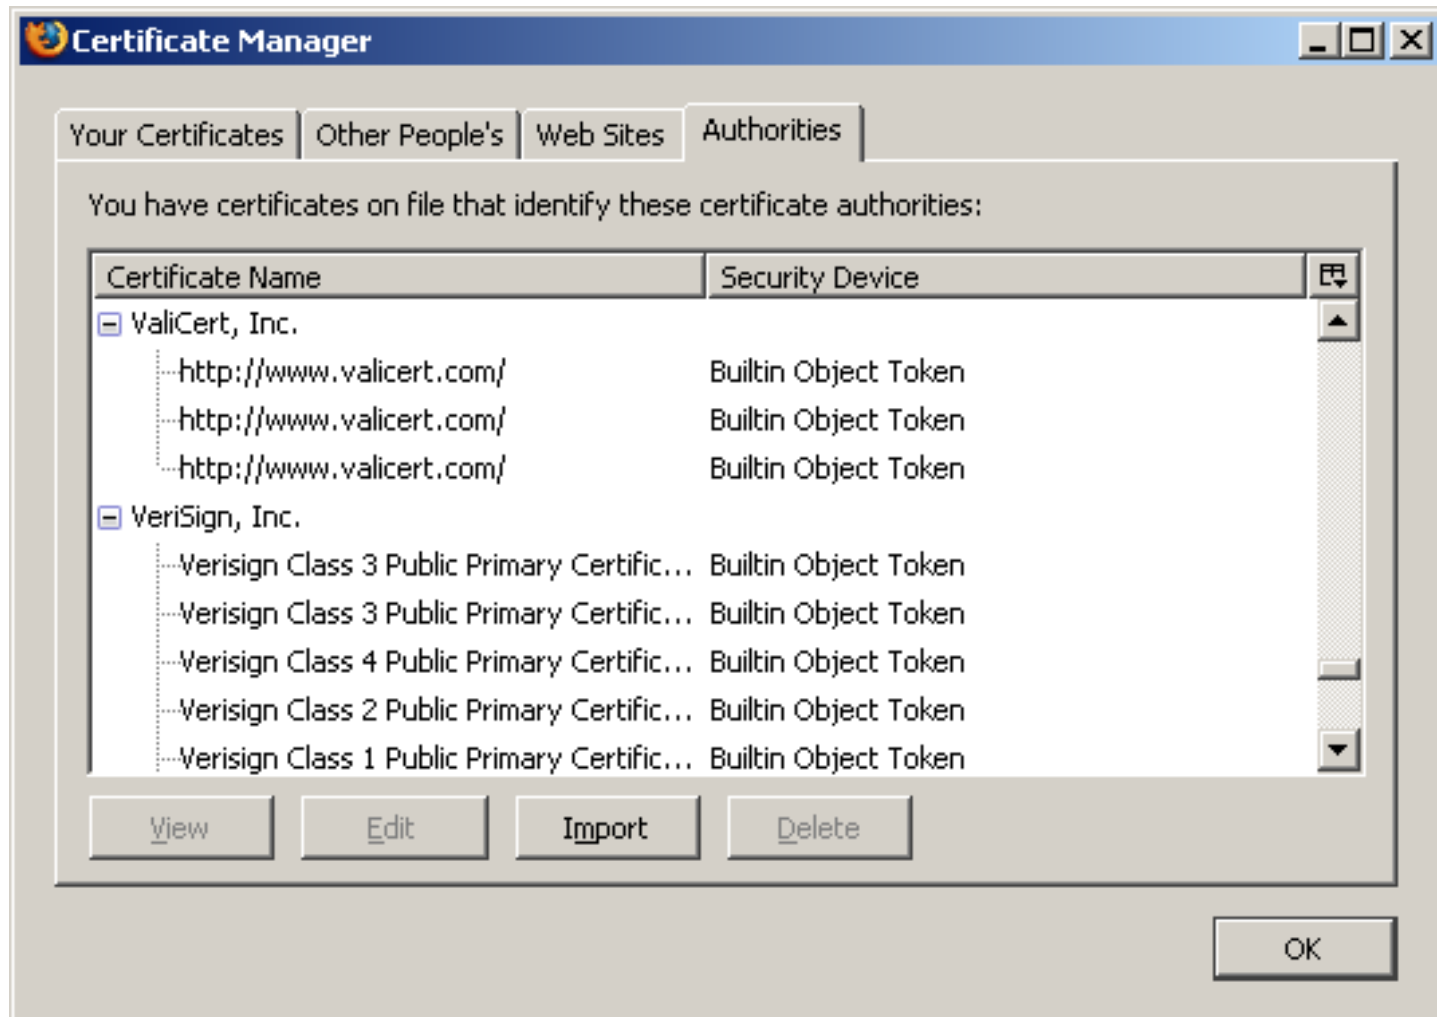 Certificate Manager
Your Certificates Other People's Web Sites Authorities
You have certificates on file that identify these certificate authorities:
Certificate Name Security Device
ValiCert, Inc.
http://www.valicert.com/ Builtin Object Token
http://www.valicert.com/ Builtin Object Token
http://www.valicert.com/ Builtin Object Token
VeriSign, Inc.
Verisign Class 3 Public Primary Certific... Builtin Object Token
Verisign Class 3 Public Primary Certific... Builtin Object Token
Verisign Class 4 Public Primary Certific... Builtin Object Token
Verisign Class 2 Public Primary Certific... Builtin Object Token
Verisign Class 1 Public Primary Certific... Builtin Object Token
View Edit Import Delete
OK